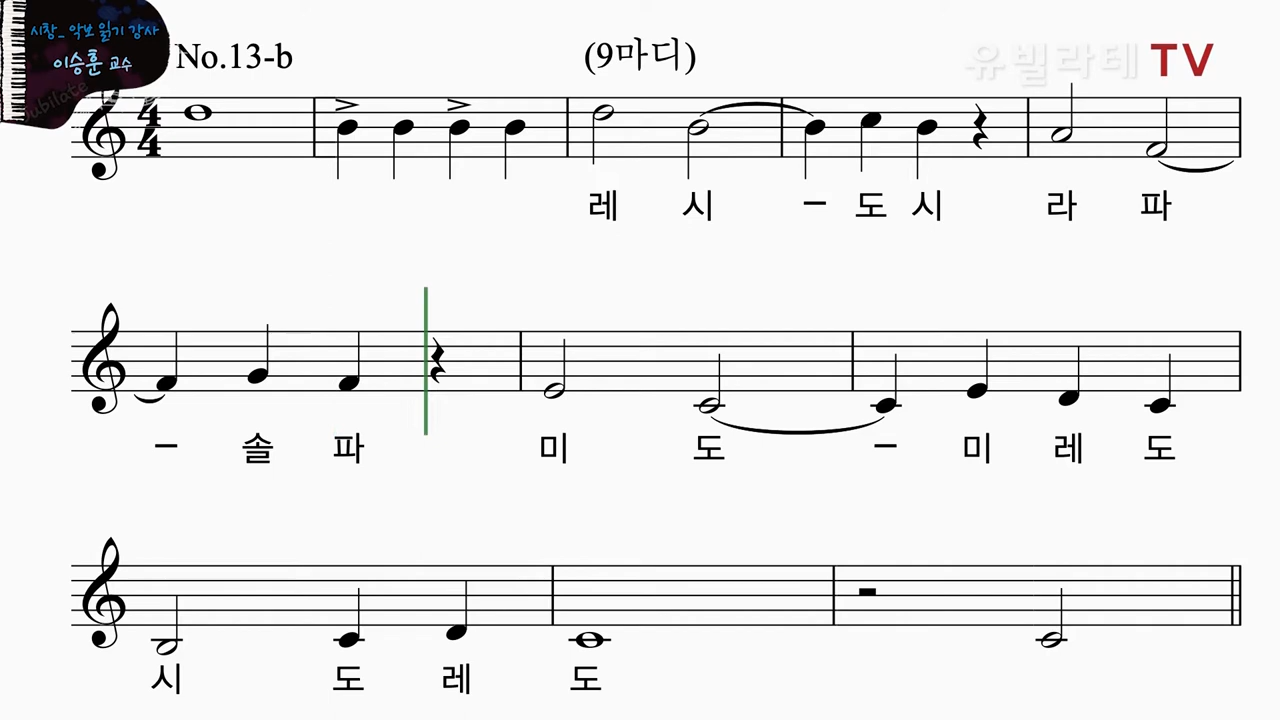 시창_ 악보 읽기 강사
이승훈 교수
Jubilate
No.13-b
(9마디)
유빌라테 TV
레 시 – 도 시 라 파
– 솔 파 미 도 – 미 레 도
시 도 레 도